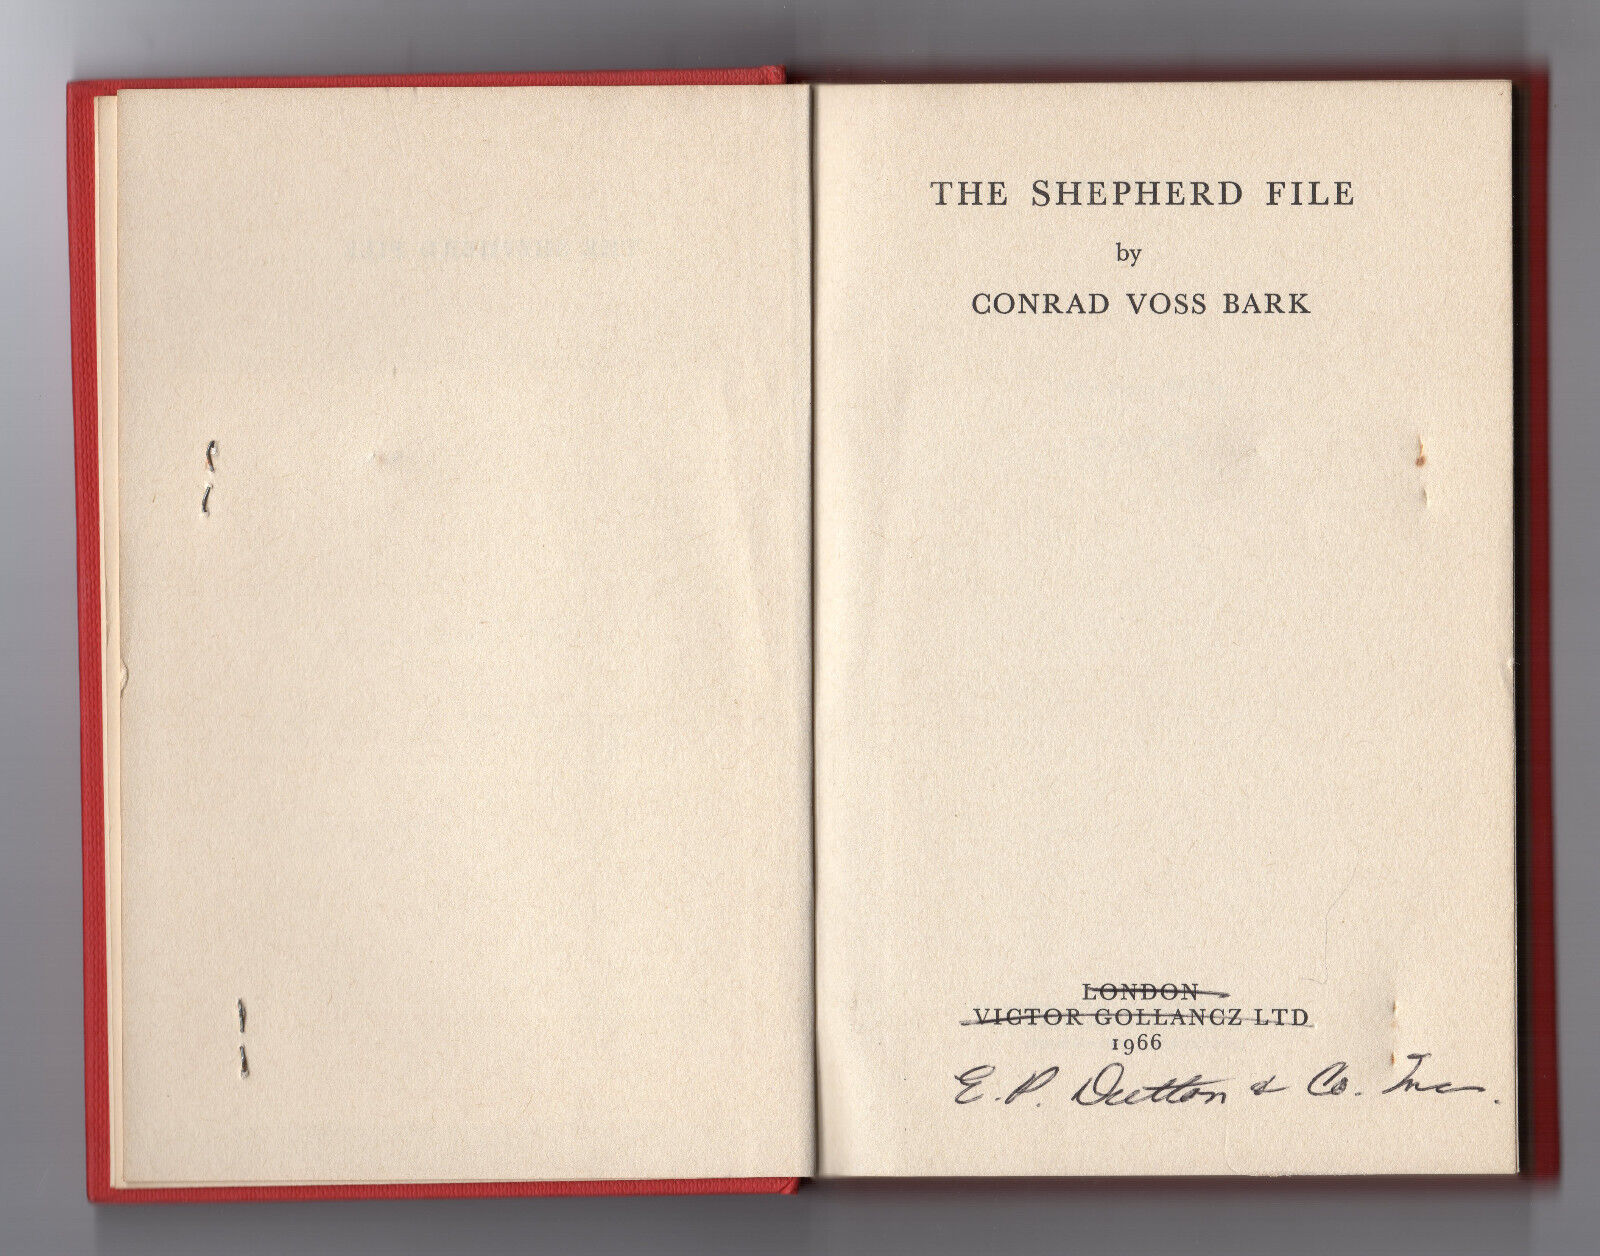 THE SHEPHERD FILE
by
CONRAD VOSS BARK
LONDON
VICTOR GOLLANCZ LTD
1966
E. P. Dutton & Co. Inc.